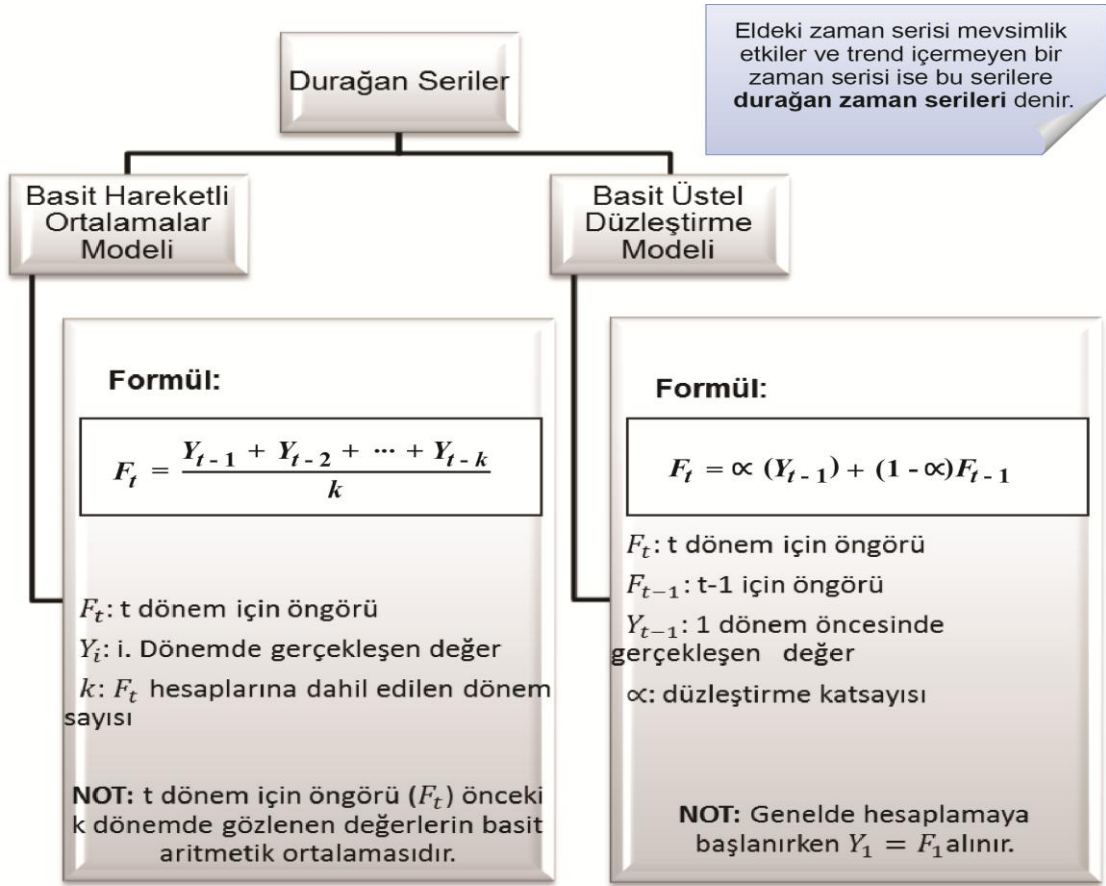 Durağan Seriler
Eldeki zaman serisi mevsimlik
etkiler ve trend içermeyen bir
zaman serisi ise bu serilere
durağan zaman serileri denir.
Basit Hareketli
Ortalamalar
Modeli
Formül:
F_t = (Y_{t-1} + Y_{t-2} + ... + Y_{t-k}) / k
F_t: t dönem için öngörü
Y_i: i. Dönemde gerçekleşen değer
k: F_t hesaplarına dahil edilen dönem
sayısı
NOT: t dönem için öngörü (F_t) önceki
k dönemde gözlenen değerlerin basit
aritmetik ortalamasıdır.
Basit Üstel
Düzleştirme
Modeli
Formül:
F_t = ∝ (Y_{t-1}) + (1 - ∝)F_{t-1}
F_t: t dönem için öngörü
F_{t-1}: t-1 için öngörü
Y_{t-1}: 1 dönem öncesinde
gerçekleşen değer
∝: düzleştirme katsayısı
NOT: Genelde hesaplamaya
başlanırken Y_1 = F_1 alınır.